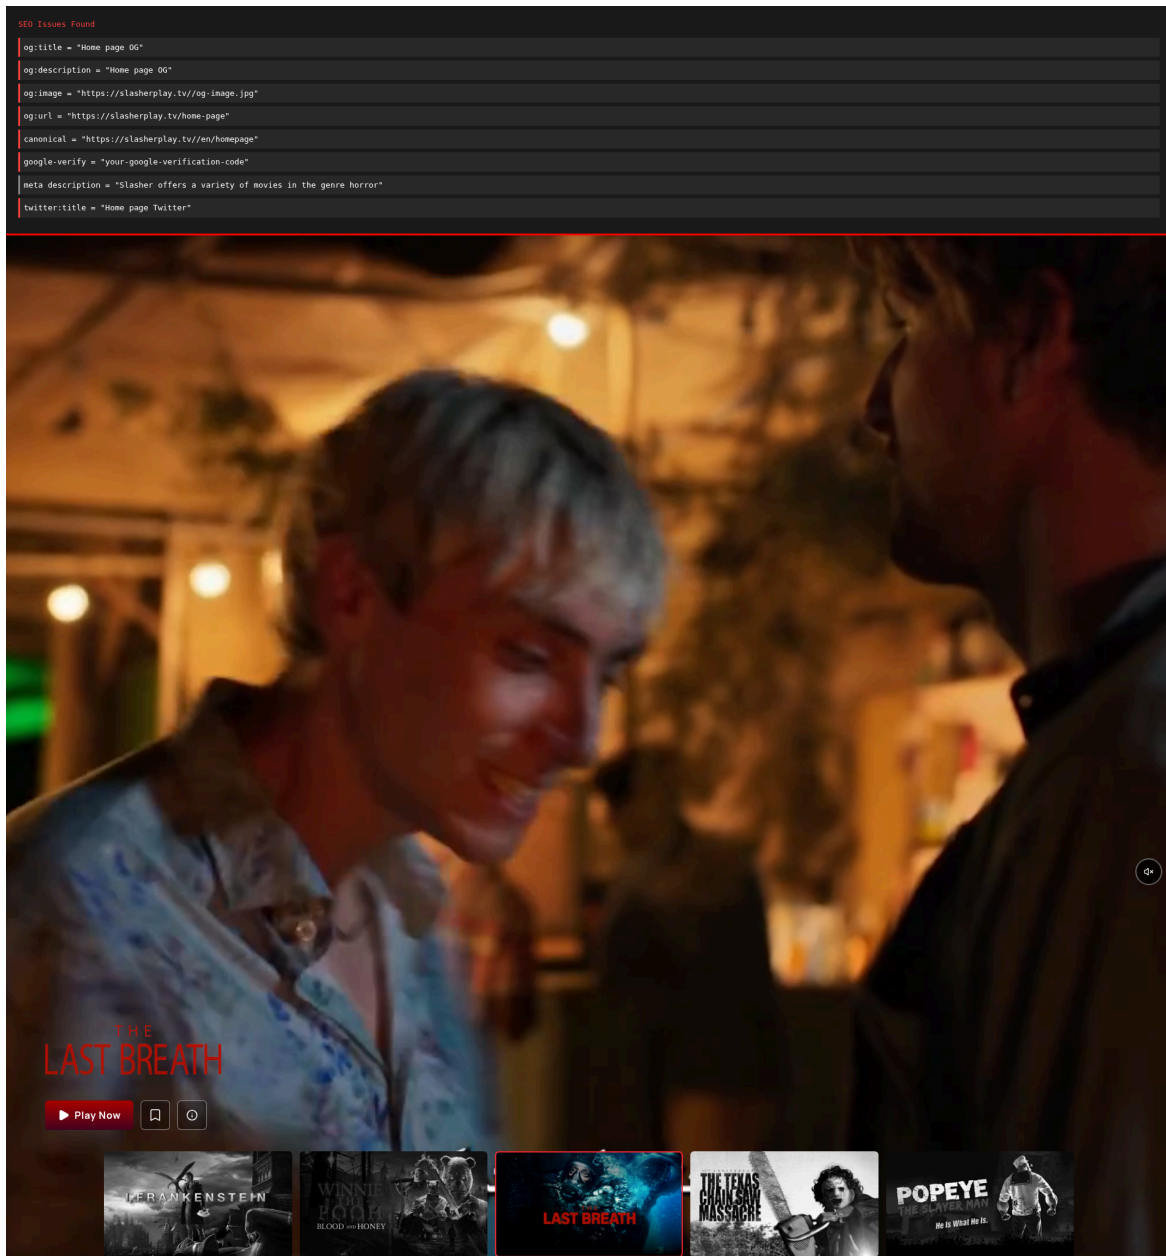 SEO Issues Found
og:title = "Home page OG"
og:description = "Home page OG"
og:image = "https://slasherplay.tv//og-image.jpg"
og:url = "https://slasherplay.tv/home-page"
canonical = "https://slasherplay.tv//en/homepage"
google-verify = "your-google-verification-code"
meta description = "Slasher offers a variety of movies in the genre horror"
twitter:title = "Home page Twitter"
THE
LAST BREATH
Play Now
I, FRANKENSTEIN
WINNIE
THE
POOH
BLOOD AND HONEY
LAST BREATH
THE TEXAS
CHAIN SAW
MASSACRE
POPEYE
THE SLAYER MAN
He Is What He Is.